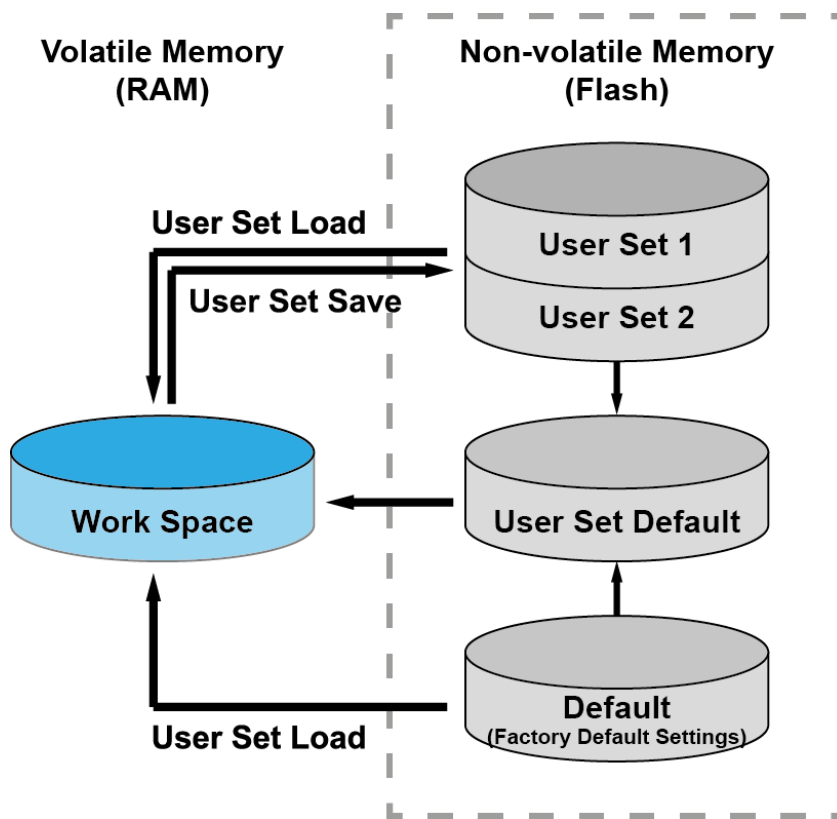 Volatile Memory
(RAM)
Non-volatile Memory
(Flash)
User Set Load
User Set Save
User Set 1
User Set 2
Work Space
User Set Default
Default
(Factory Default Settings)
User Set Load